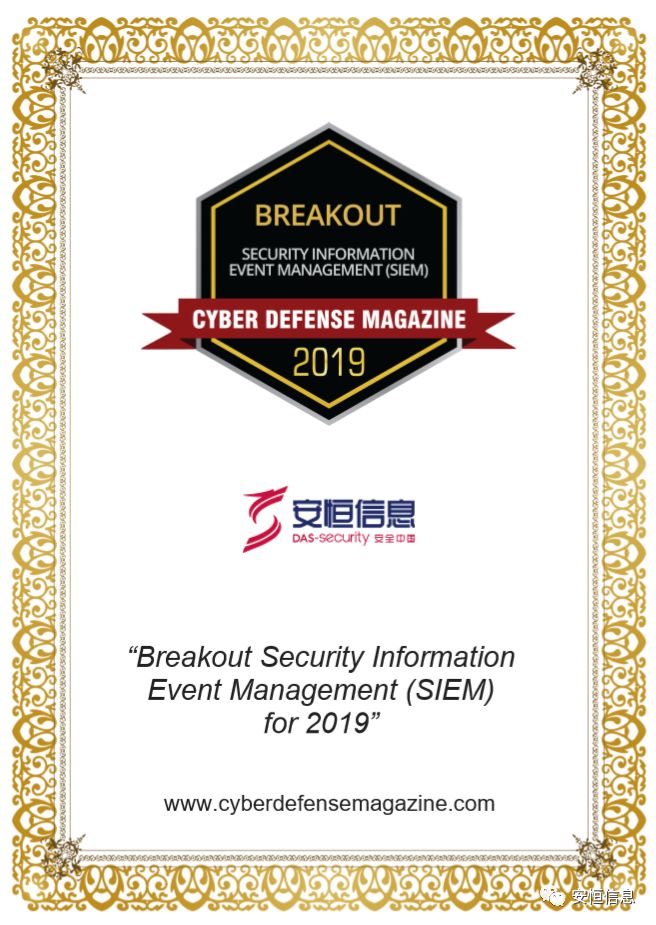 BREAKOUT
SECURITY INFORMATION
EVENT MANAGEMENT (SIEM)
CYBER DEFENSE MAGAZINE
2019
安恒信息
DAS-security 安全中国
“Breakout Security Information
Event Management (SIEM)
for 2019”
www.cyberdefensemagazine.com
安恒信息